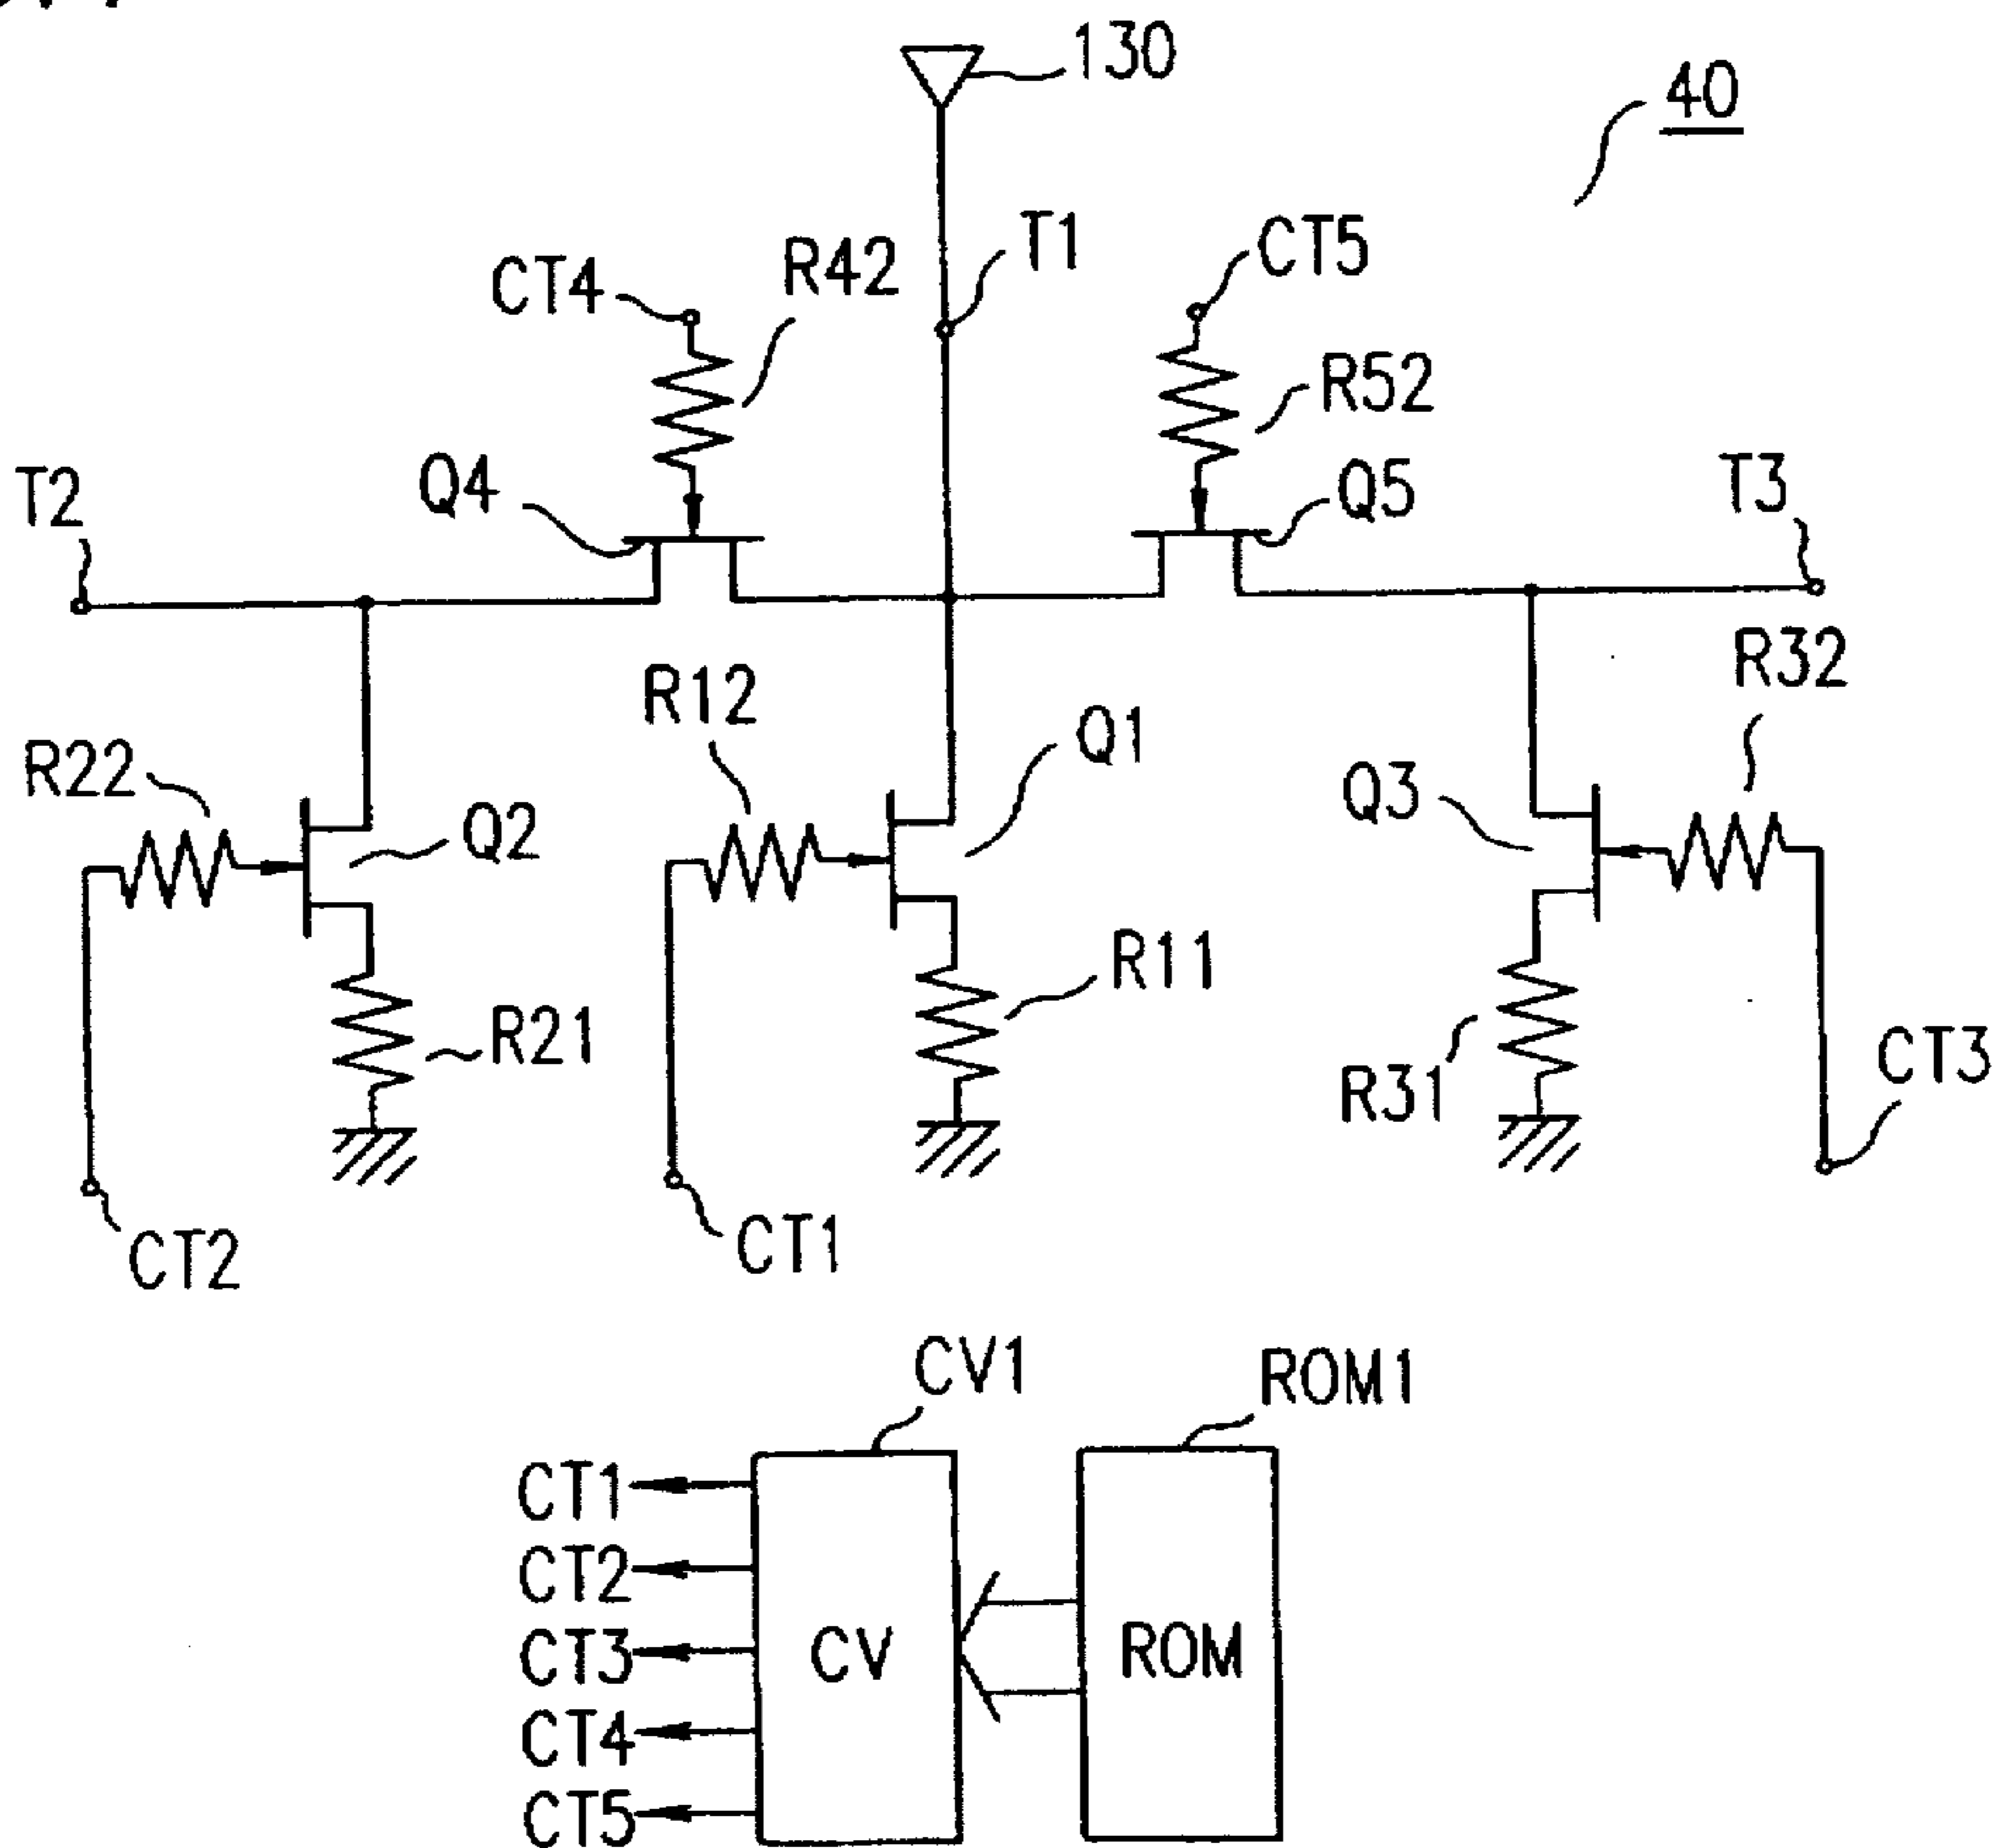 130
40
T1
CT5
R42
CT4
R52
Q4
Q5
T3
T2
R32
R12
Q1
R22
Q3
Q2
R11
R21
CT3
R31
CT1
CT2
CV1
ROM1
CT1
CT2
CT3
CV
ROM
CT4
CT5